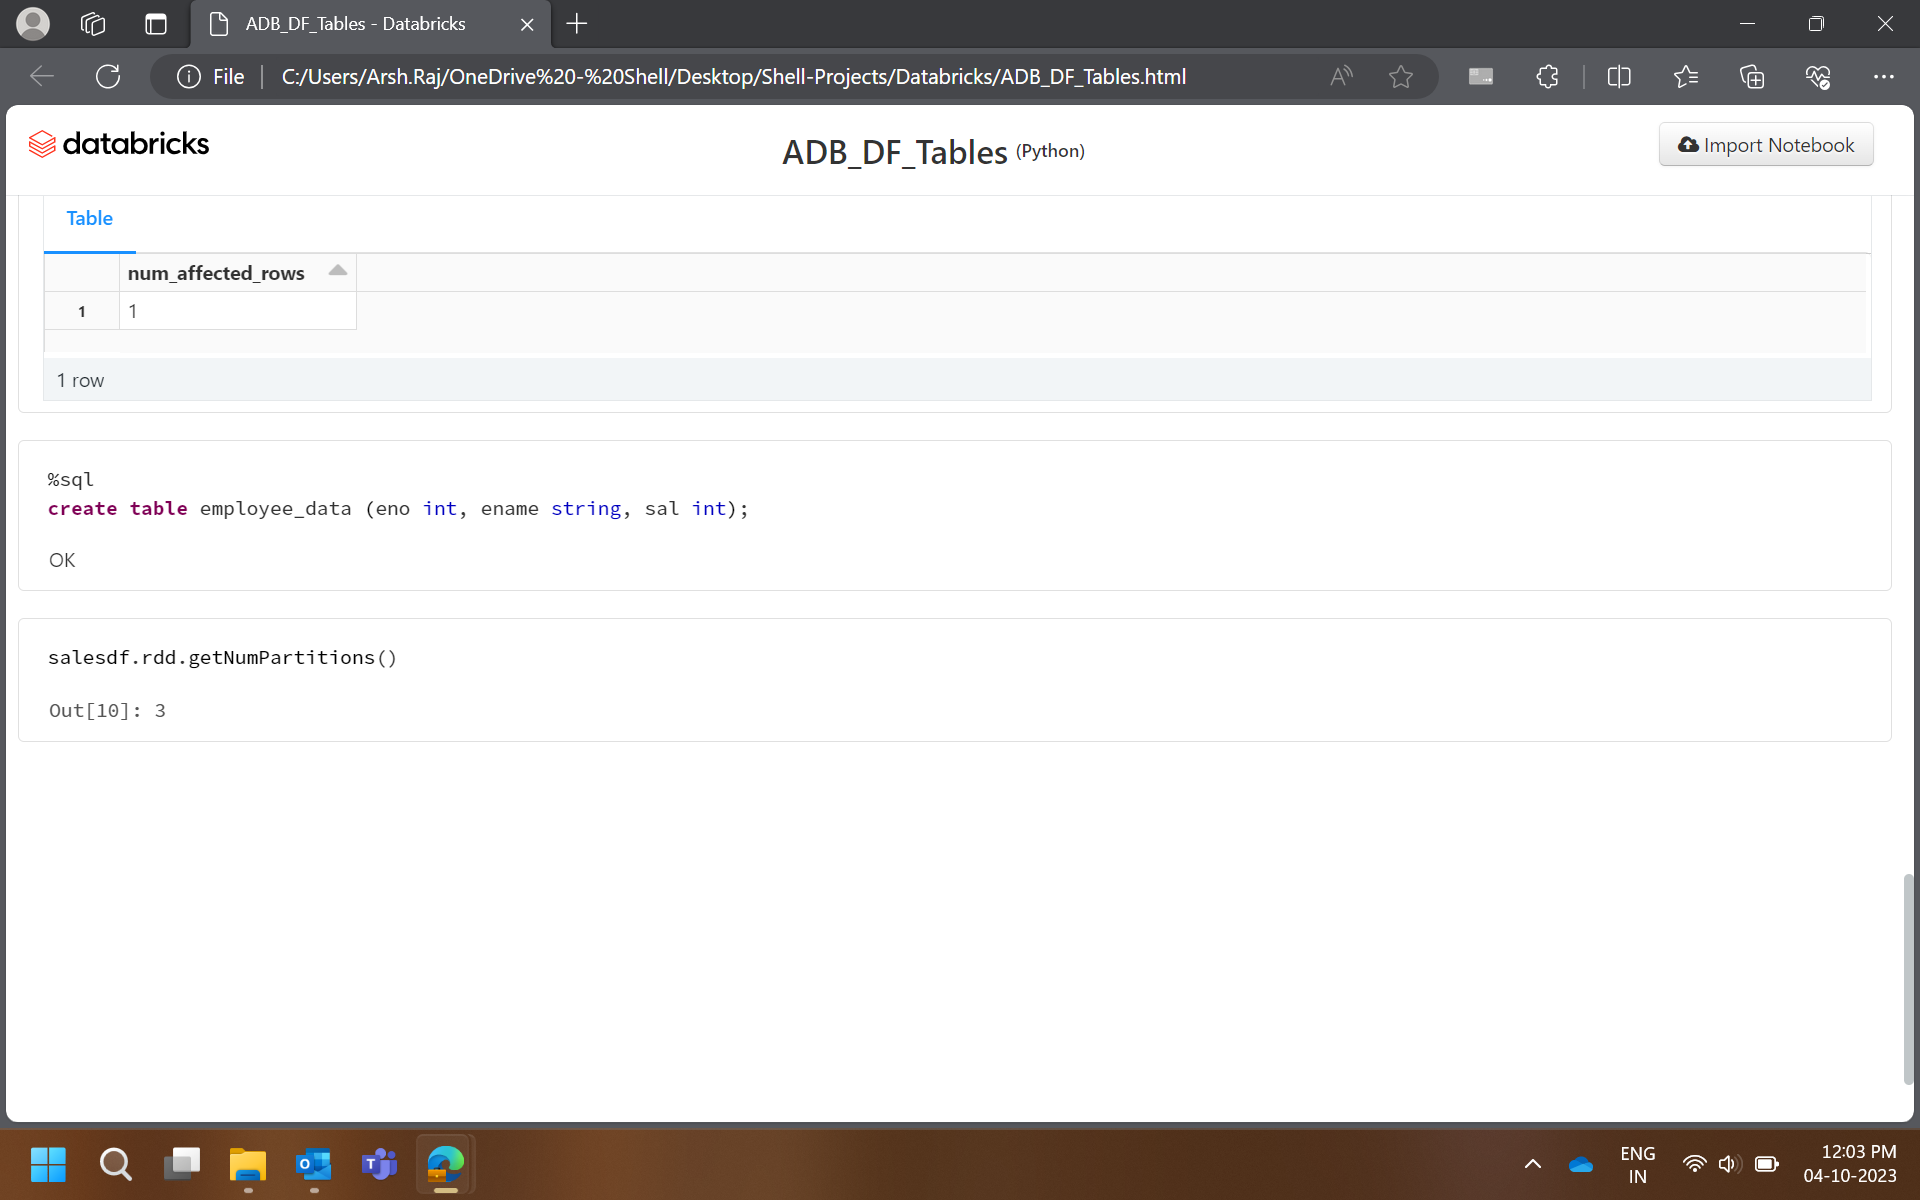 ADB_DF_Tables - Databricks
File
C:/Users/Arsh.Raj/OneDrive%20-%20Shell/Desktop/Shell-Projects/Databricks/ADB_DF_Tables.html
databricks
ADB_DF_Tables (Python)
Import Notebook
Table
num_affected_rows
1 1
1 row
%sql
create table employee_data (eno int, ename string, sal int);
OK
salesdf.rdd.getNumPartitions()
Out[10]: 3
ENG
IN
12:03 PM
04-10-2023